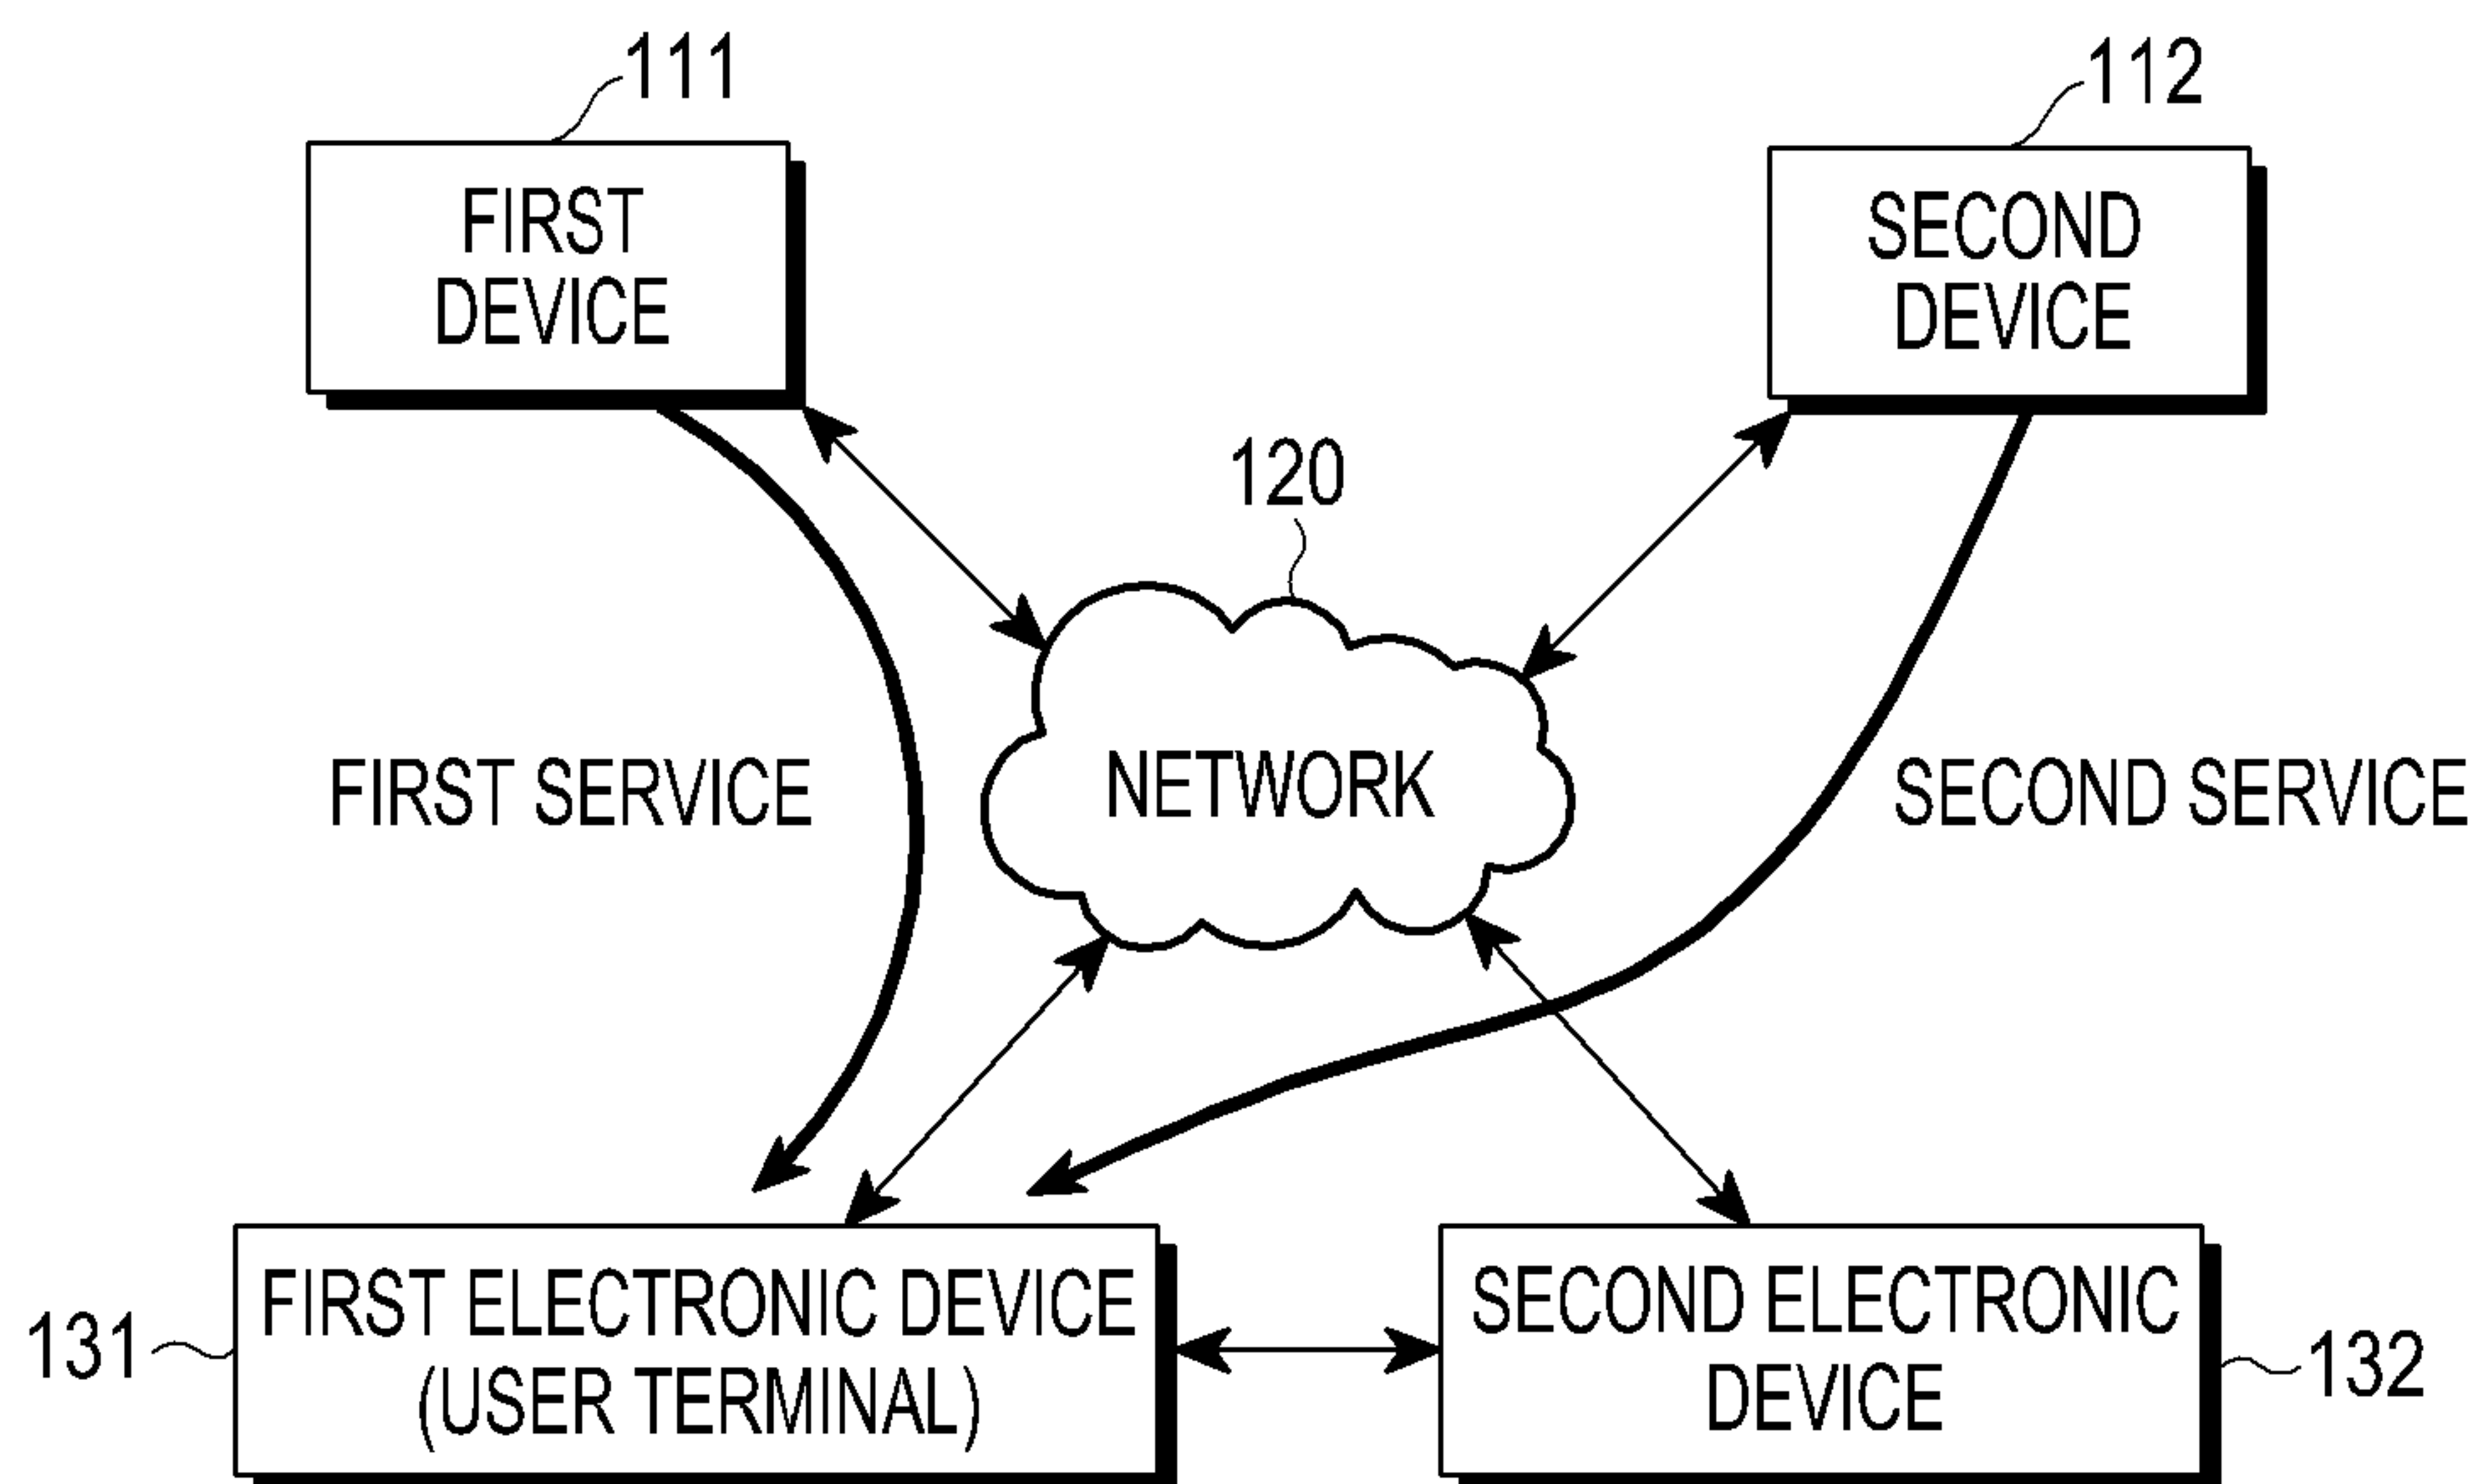 111
112
FIRST
DEVICE
SECOND
DEVICE
120
FIRST SERVICE
NETWORK
SECOND SERVICE
131
FIRST ELECTRONIC DEVICE
(USER TERMINAL)
SECOND ELECTRONIC
DEVICE
132